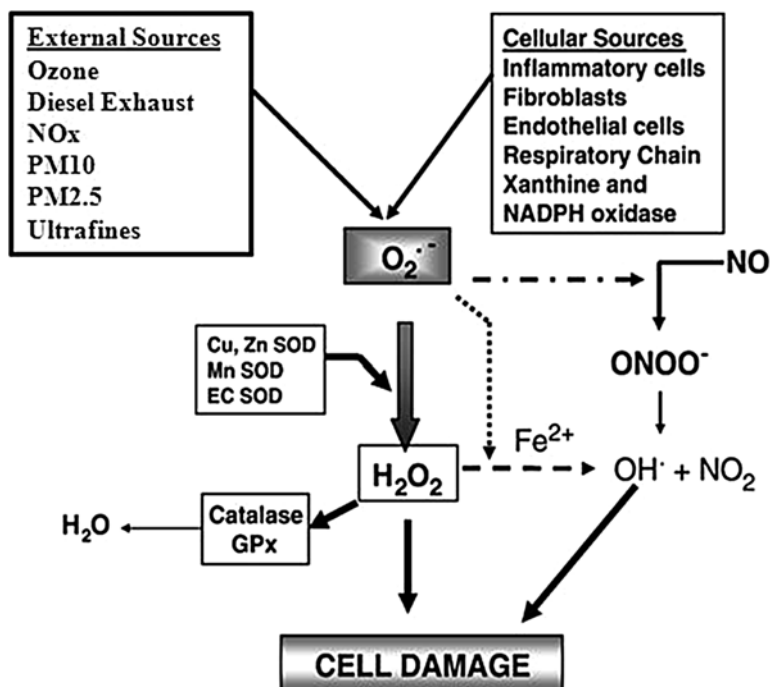 External Sources
Ozone
Diesel Exhaust
NOx
PM10
PM2.5
Ultrafines
Cellular Sources
Inflammatory cells
Fibroblasts
Endothelial cells
Respiratory Chain
Xanthine and
NADPH oxidase
O₂·⁻
NO
Cu, Zn SOD
Mn SOD
EC SOD
ONOO⁻
Fe²⁺
H₂O₂
OH· + NO₂
H₂O
Catalase
GPx
CELL DAMAGE